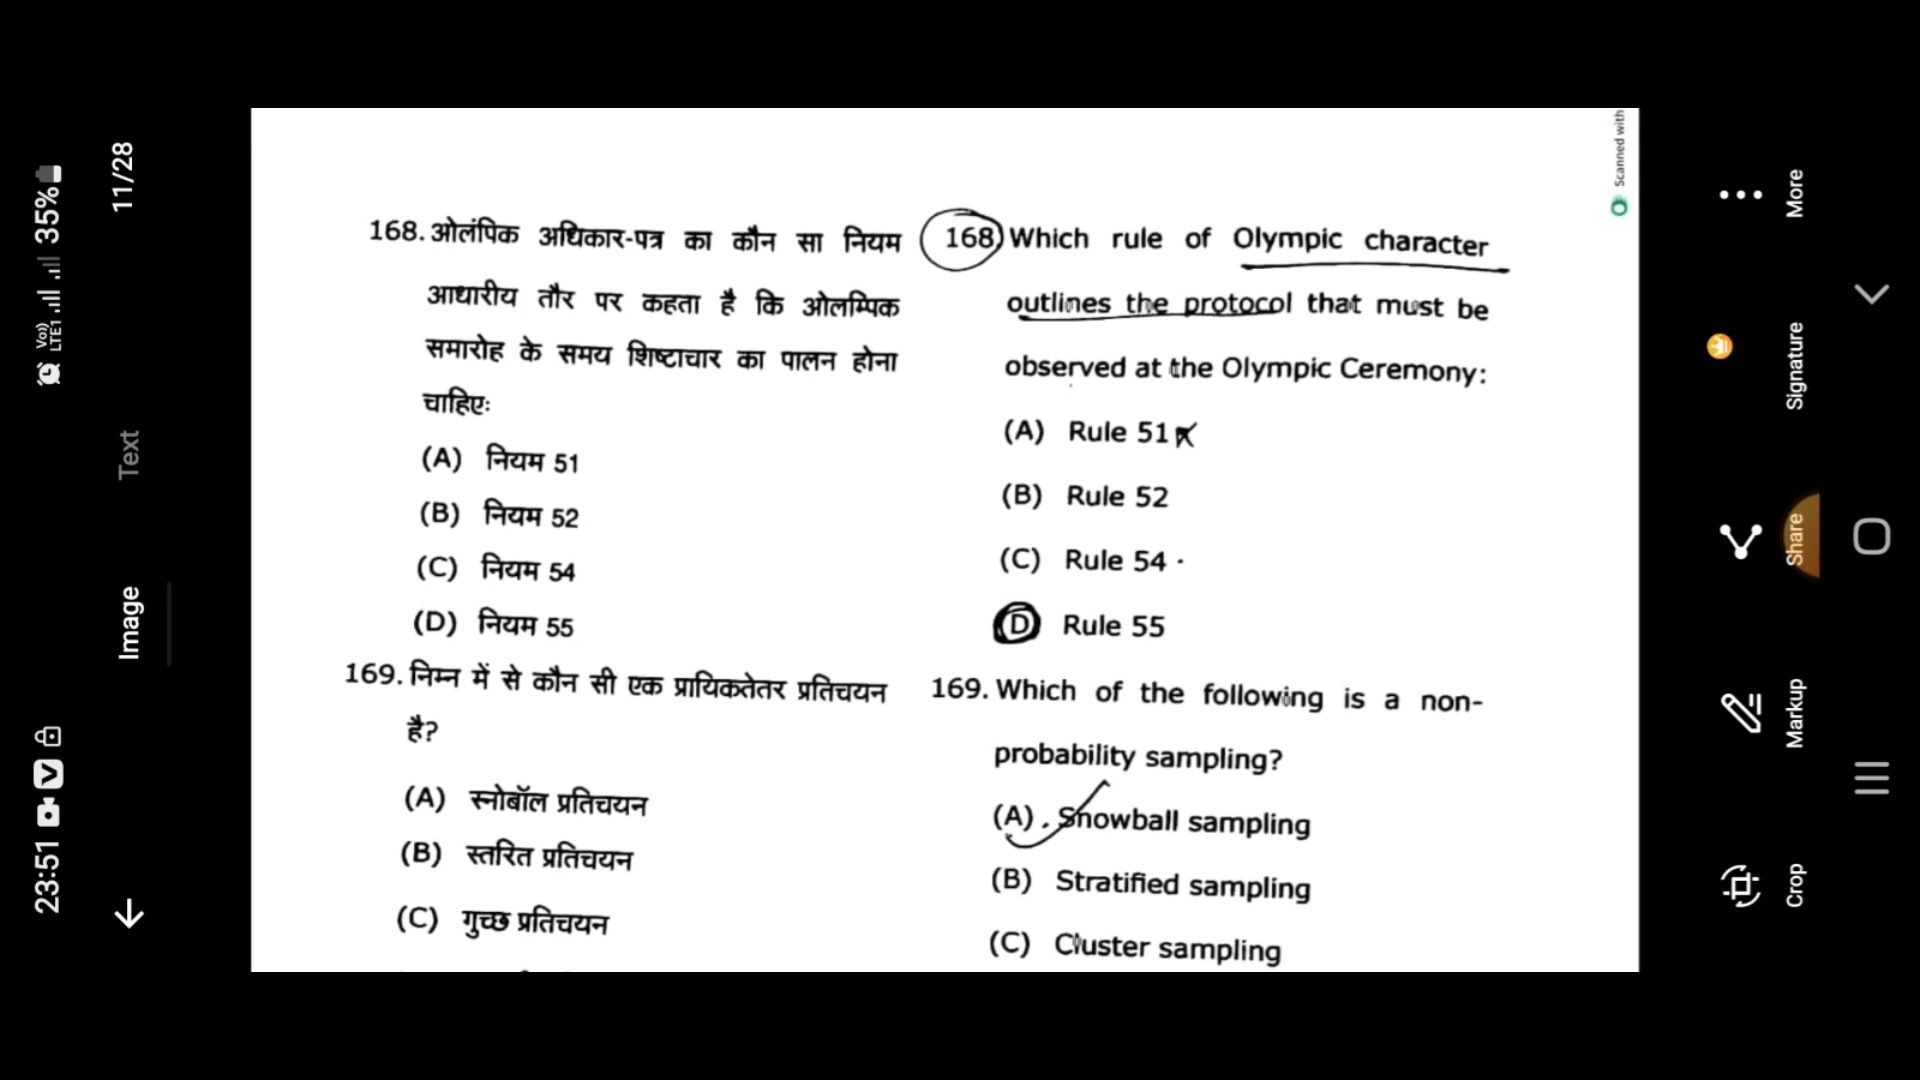 23:51
Vo))
LTE1
35%
11/28
Text
Image
168. ओलंपिक अधिकार-पत्र का कौन सा नियम
आधारीय तौर पर कहता है कि ओलम्पिक
समारोह के समय शिष्टाचार का पालन होना
चाहिएः
(A) नियम 51
(B) नियम 52
(C) नियम 54
(D) नियम 55
169. निम्न में से कौन सी एक प्रायिकतेतर प्रतिचयन
है?
(A) स्नोबॉल प्रतिचयन
(B) स्तरित प्रतिचयन
(C) गुच्छ प्रतिचयन
168. Which rule of Olympic character
outlines the protocol that must be
observed at the Olympic Ceremony:
(A) Rule 51
(B) Rule 52
(C) Rule 54
(D) Rule 55
169. Which of the following is a non-
probability sampling?
(A) Snowball sampling
(B) Stratified sampling
(C) Cluster sampling
Scanned with
More
Signature
Share
Markup
Crop